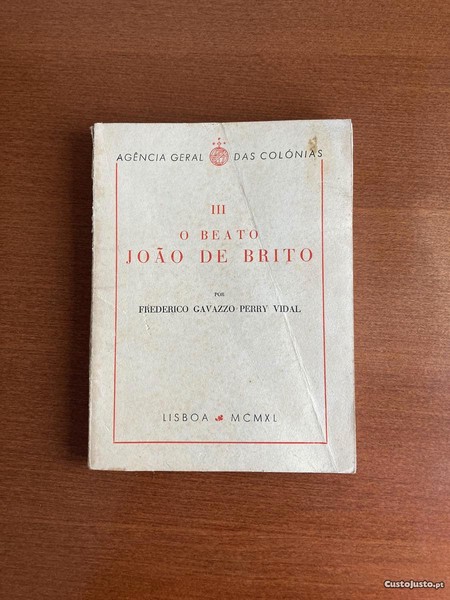 AGÊNCIA GERAL DAS COLÓNIAS
III
O BEATO
JOÃO DE BRITO
POR
FREDERICO GAVAZZO PERRY VIDAL
LISBOA MCMXL
CustoJusto.pt